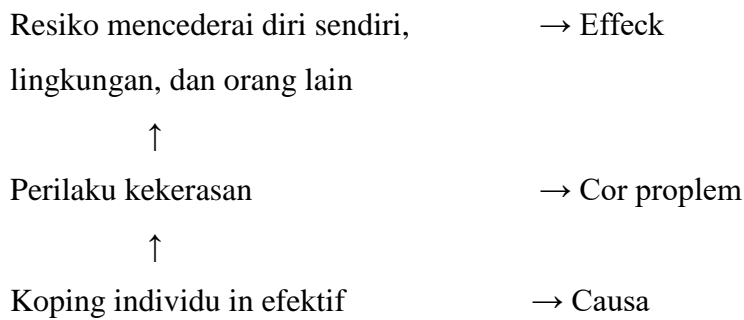 Resiko mencederai diri sendiri, → Effeck
lingkungan, dan orang lain
↑
Perilaku kekerasan → Cor proplem
↑
Koping individu in efektif → Causa